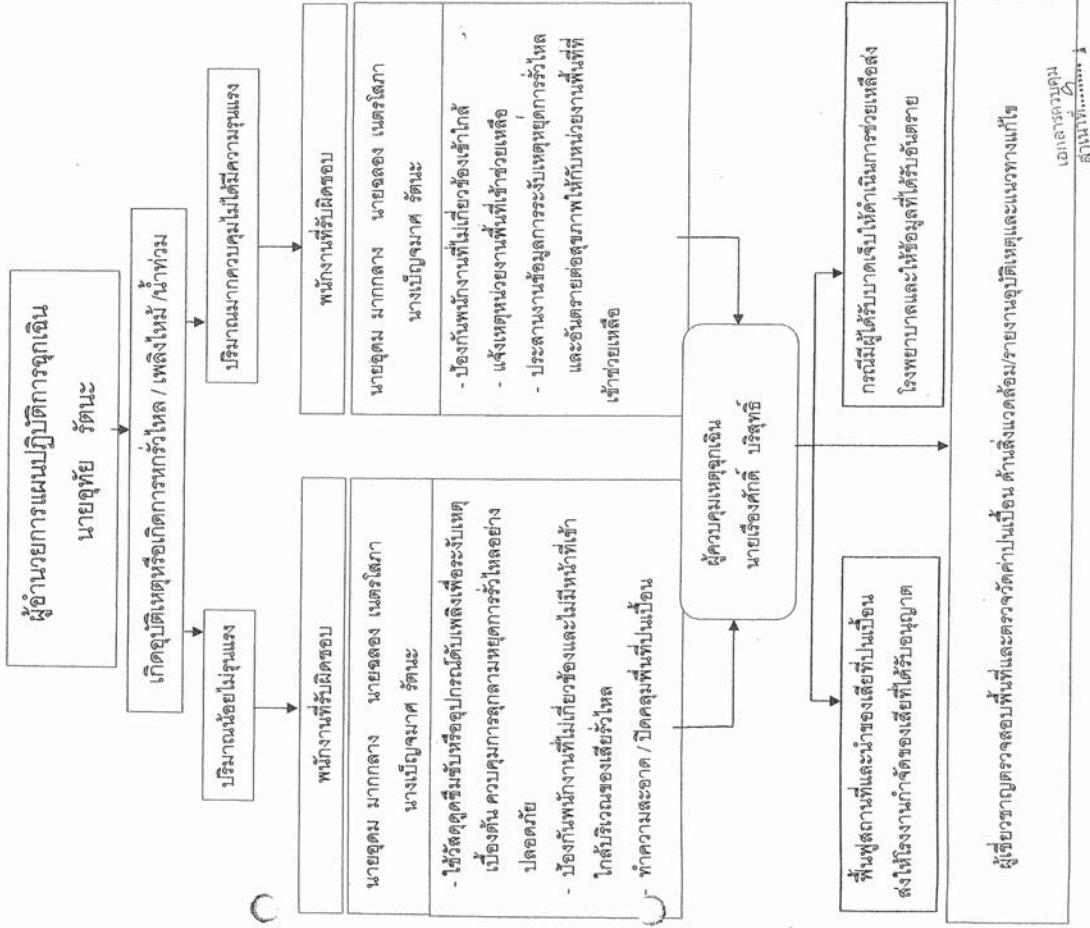 ผู้อำนวยการแผนปฏิบัติการฉุกเฉิน
นายอุทัย รัตนะ
เกิดอุบัติเหตุหรือเกิดการหกรั่วไหล / เพลิงไหม้ /น้ำท่วม
ปริมาณน้อยไม่รุนแรง
พนักงานที่รับผิดชอบ
นายอุดม มากกลาง นายฉลอง เนตรโสภา
นางเบ็ญจมาศ รัตนะ
- ใช้วัสดุดูดซึมซับหรืออุปกรณ์ดับเพลิงเพื่อระงับเหตุ
เบื้องต้น ควบคุมการลุกลามหยุดการรั่วไหลอย่าง
ปลอดภัย
- ป้องกันพนักงานที่ไม่เกี่ยวข้องและไม่มีหน้าที่เข้า
ใกล้บริเวณของเสียรั่วไหล
- ทำความสะอาด / ปิดคลุมพื้นที่ปนเปื้อน
ปริมาณมากควบคุมไม่ได้มีความรุนแรง
พนักงานที่รับผิดชอบ
นายอุดม มากกลาง นายฉลอง เนตรโสภา
นางเบ็ญจมาศ รัตนะ
- ป้องกันพนักงานที่ไม่เกี่ยวข้องเข้าใกล้
- แจ้งเหตุหน่วยงานพื้นที่เข้าช่วยเหลือ
- ประสานงานข้อมูลการระงับเหตุหยุดการรั่วไหล
และอันตรายต่อสุขภาพให้กับหน่วยงานพื้นที่ที่
เข้าช่วยเหลือ
ผู้ควบคุมเหตุฉุกเฉิน
นายเรืองศักดิ์ บริสุทธิ์
ฟื้นฟูสถานที่และนำของเสียที่ปนเปื้อน
ส่งให้โรงงานกำจัดของเสียที่ได้รับอนุญาต
กรณีมีผู้ได้รับบาดเจ็บให้ดำเนินการช่วยเหลือส่ง
โรงพยาบาลและให้ข้อมูลที่ได้รับอันตราย
ผู้เชี่ยวชาญตรวจสอบพื้นที่และตรวจวัดค่าปนเปื้อน ด้านสิ่งแวดล้อม/รายงานอุบัติเหตุและแนวทางแก้ไข
เอกสารควบคุม
สำเนาที่..........